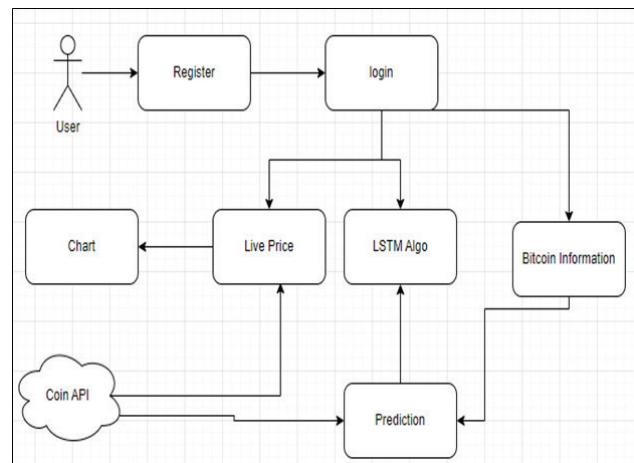 Register
login
User
Chart
Live Price
LSTM Algo
Bitcoin Information
Coin API
Prediction